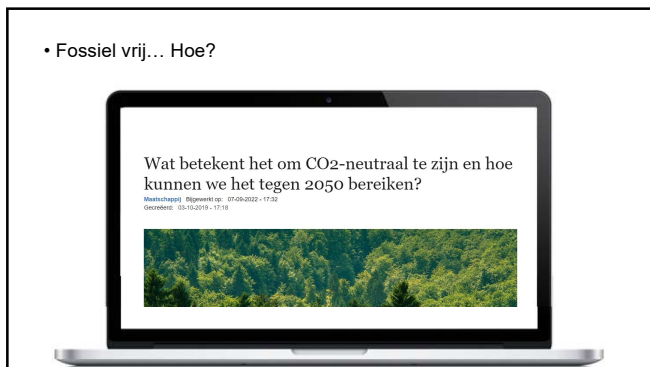 • Fossiel vrij… Hoe?
Wat betekent het om CO2-neutraal te zijn en hoe
kunnen we het tegen 2050 bereiken?
Maatschappij Bijgewerkt op: 07-09-2022 - 17:32
Gecreëerd: 03-10-2019 - 17:18